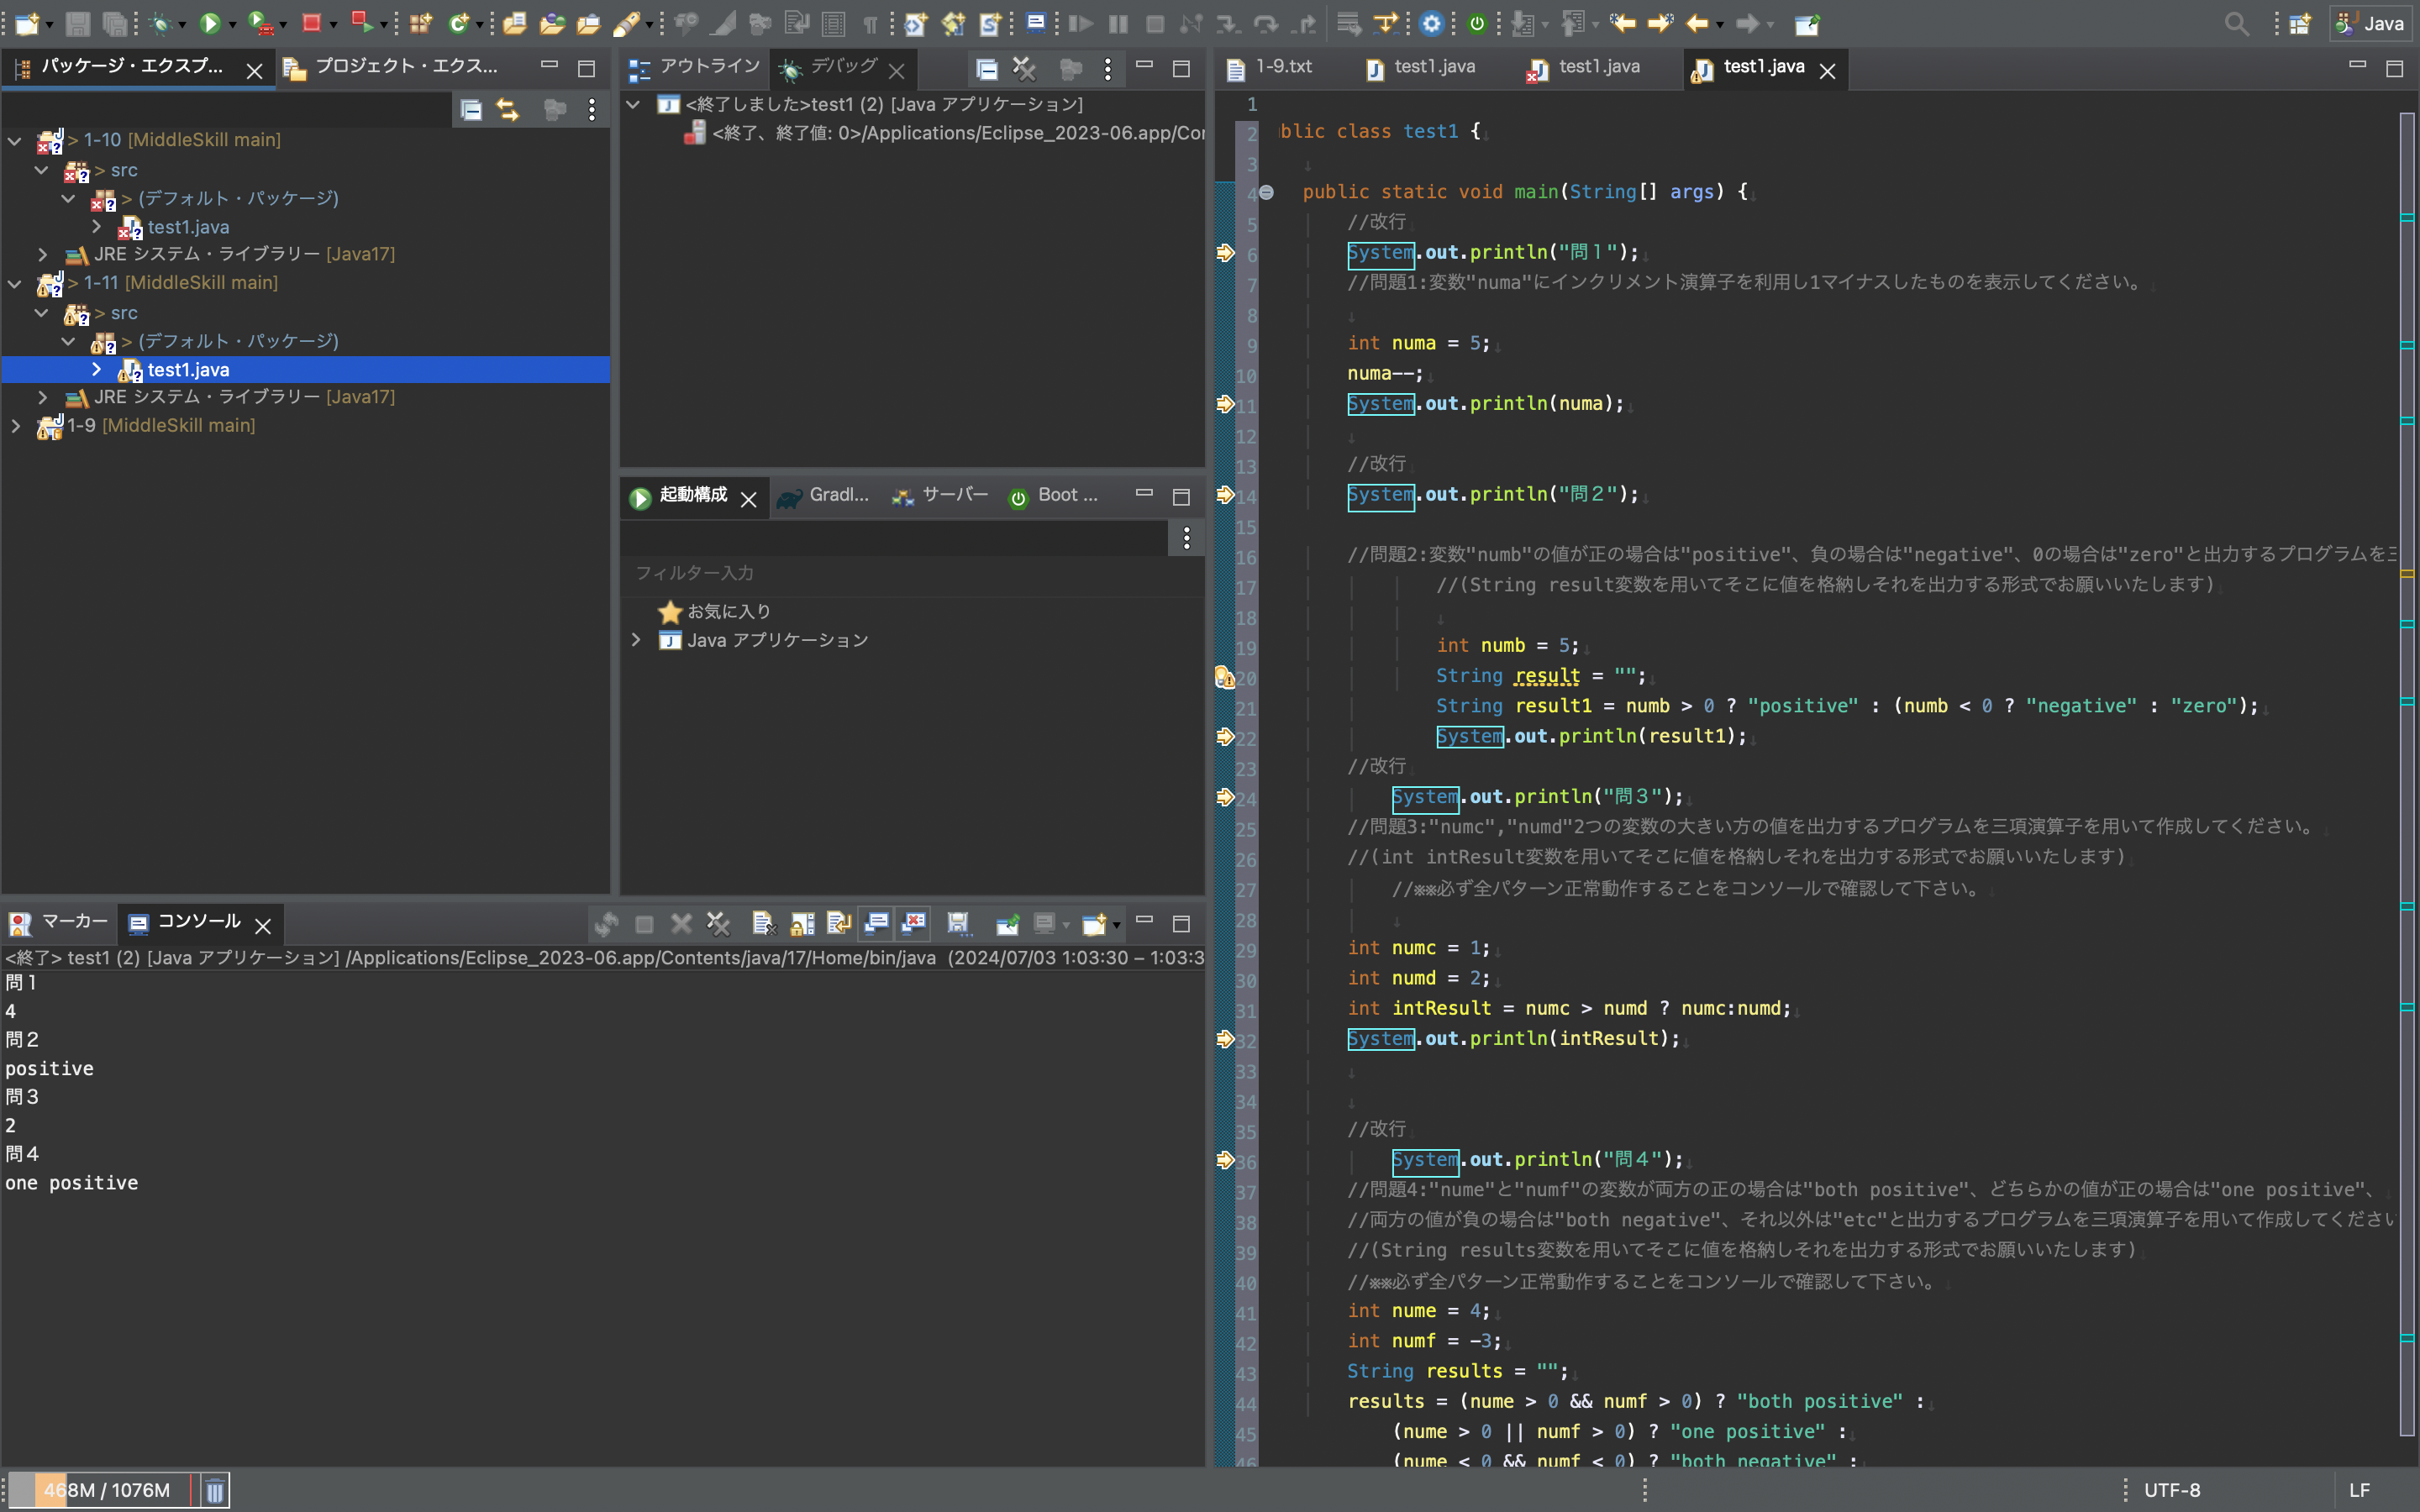 Java
パッケージ・エクスプ...
プロジェクト・エクス...
> 1-10 [MiddleSkill main]
> src
> (デフォルト・パッケージ)
test1.java
JRE システム・ライブラリー [Java17]
> 1-11 [MiddleSkill main]
> src
> (デフォルト・パッケージ)
test1.java
JRE システム・ライブラリー [Java17]
1-9 [MiddleSkill main]
アウトライン
デバッグ
<終了しました>test1 (2) [Java アプリケーション]
<終了、終了値: 0>/Applications/Eclipse_2023-06.app/Cor
起動構成
Gradl...
サーバー
Boot ...
フィルター入力
お気に入り
Java アプリケーション
マーカー
コンソール
<終了> test1 (2) [Java アプリケーション] /Applications/Eclipse_2023-06.app/Contents/java/17/Home/bin/java (2024/07/03 1:03:30 – 1:03:3
問１
4
問２
positive
問３
2
問４
one positive
1-9.txt
test1.java
test1.java
test1.java
1
2 blic class test1 {
3
4 public static void main(String[] args) {
5 //改行
6 System.out.println("問１");
7 //問題1:変数"numa"にインクリメント演算子を利用し1マイナスしたものを表示してください。
8
9 int numa = 5;
10 numa--;
11 System.out.println(numa);
12
13 //改行
14 System.out.println("問２");
15
16 //問題2:変数"numb"の値が正の場合は"positive"、負の場合は"negative"、0の場合は"zero"と出力するプログラムを三
17 //(String result変数を用いてそこに値を格納しそれを出力する形式でお願いいたします)
18
19 int numb = 5;
20 String result = "";
21 String result1 = numb > 0 ? "positive" : (numb < 0 ? "negative" : "zero");
22 System.out.println(result1);
23 //改行
24 System.out.println("問３");
25 //問題3:"numc","numd"2つの変数の大きい方の値を出力するプログラムを三項演算子を用いて作成してください。
26 //(int intResult変数を用いてそこに値を格納しそれを出力する形式でお願いいたします)
27 //※※必ず全パターン正常動作することをコンソールで確認して下さい。
28
29 int numc = 1;
30 int numd = 2;
31 int intResult = numc > numd ? numc:numd;
32 System.out.println(intResult);
33
34
35 //改行
36 System.out.println("問４");
37 //問題4:"nume"と"numf"の変数が両方の正の場合は"both positive"、どちらかの値が正の場合は"one positive"、
38 //両方の値が負の場合は"both negative"、それ以外は"etc"と出力するプログラムを三項演算子を用いて作成してください
39 //(String results変数を用いてそこに値を格納しそれを出力する形式でお願いいたします)
40 //※※必ず全パターン正常動作することをコンソールで確認して下さい。
41 int nume = 4;
42 int numf = -3;
43 String results = "";
44 results = (nume > 0 && numf > 0) ? "both positive" :
45 (nume > 0 || numf > 0) ? "one positive" :
46 (nume < 0 && numf < 0) ? "both negative" :
468M / 1076M
UTF-8
LF